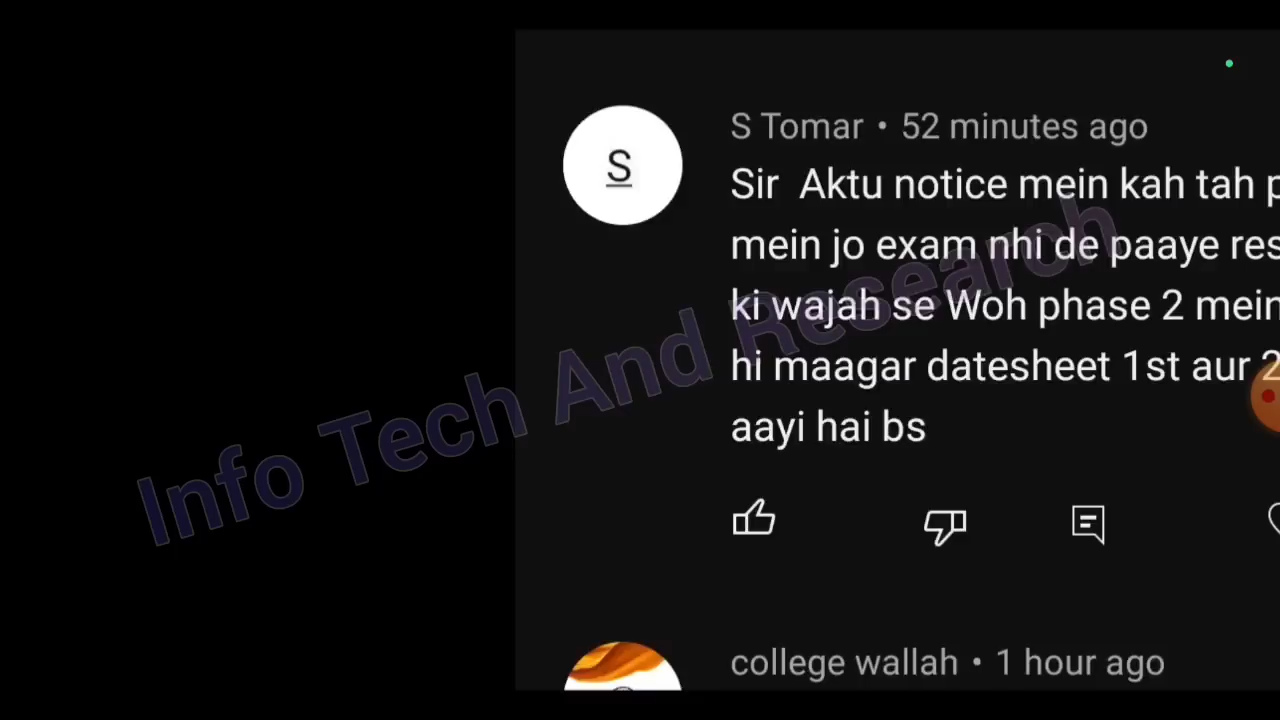 S Tomar • 52 minutes ago
S
Sir Aktu notice mein kah tah
mein jo exam nhi de paaye
ki wajah se Woh phase 2 mein
hi maagar datesheet 1st aur
aayi hai bs
Info Tech And Research
college wallah • 1 hour ago